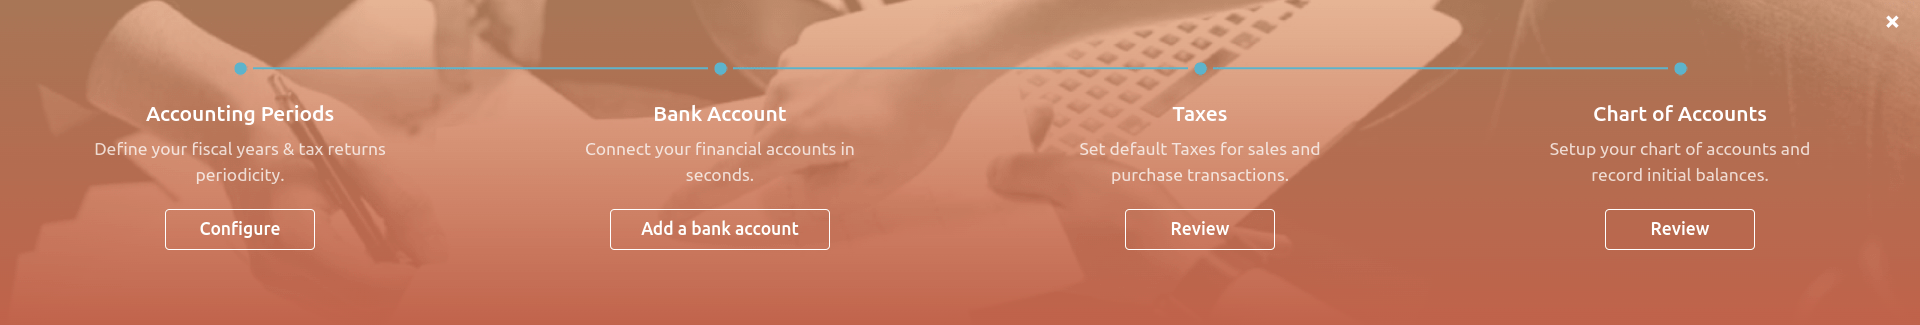 Accounting Periods
Define your fiscal years & tax returns
periodicity.
Configure
Bank Account
Connect your financial accounts in
seconds.
Add a bank account
Taxes
Set default Taxes for sales and
purchase transactions.
Review
Chart of Accounts
Setup your chart of accounts and
record initial balances.
Review